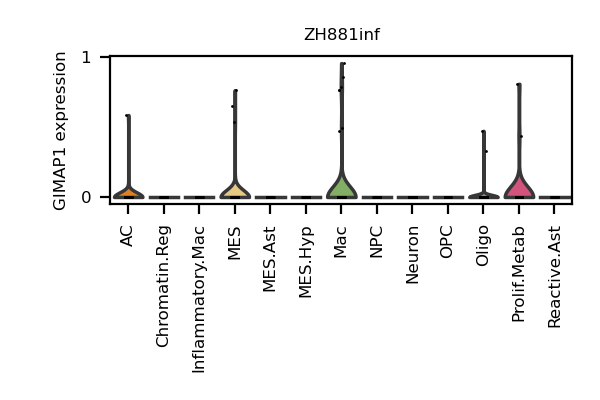 ZH881inf
GIMAP1 expression
1
0
AC
Chromatin.Reg
Inflammatory.Mac
MES
MES.Ast
MES.Hyp
Mac
NPC
Neuron
OPC
Oligo
Prolif.Metab
Reactive.Ast